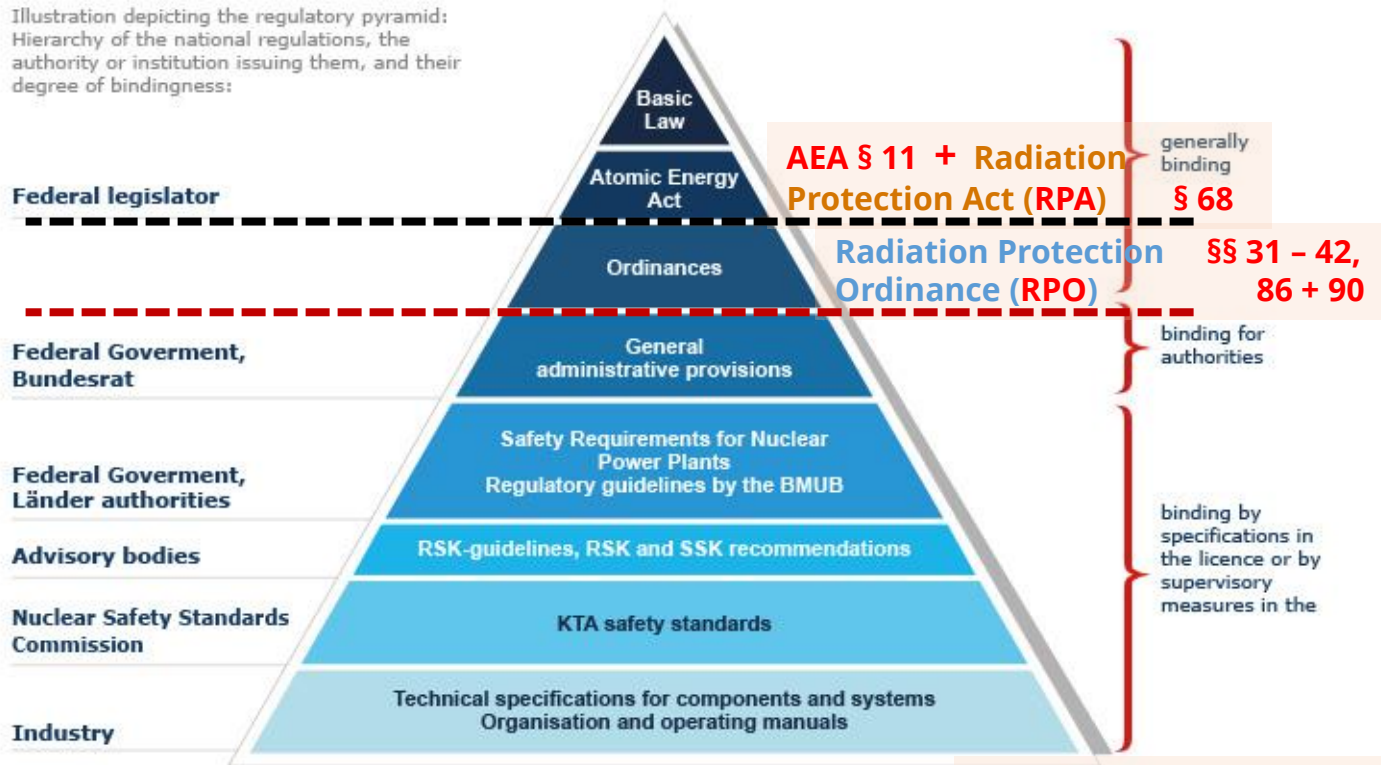 Illustration depicting the regulatory pyramid:
Hierarchy of the national regulations, the
authority or institution issuing them, and their
degree of bindingness:
Basic
Law
generally
binding
AEA § 11 + Radiation
Protection Act (RPA) § 68
Federal legislator
Atomic Energy
Act
Ordinances
Radiation Protection §§ 31 – 42,
Ordinance (RPO) 86 + 90
Federal Goverment,
Bundesrat
General
administrative provisions
binding for
authorities
Federal Goverment,
Länder authorities
Safety Requirements for Nuclear
Power Plants
Regulatory guidelines by the BMUB
binding by
specifications in
the licence or by
supervisory
measures in the
Advisory bodies
RSK-guidelines, RSK and SSK recommendations
Nuclear Safety Standards
Commission
KTA safety standards
Industry
Technical specifications for components and systems
Organisation and operating manuals